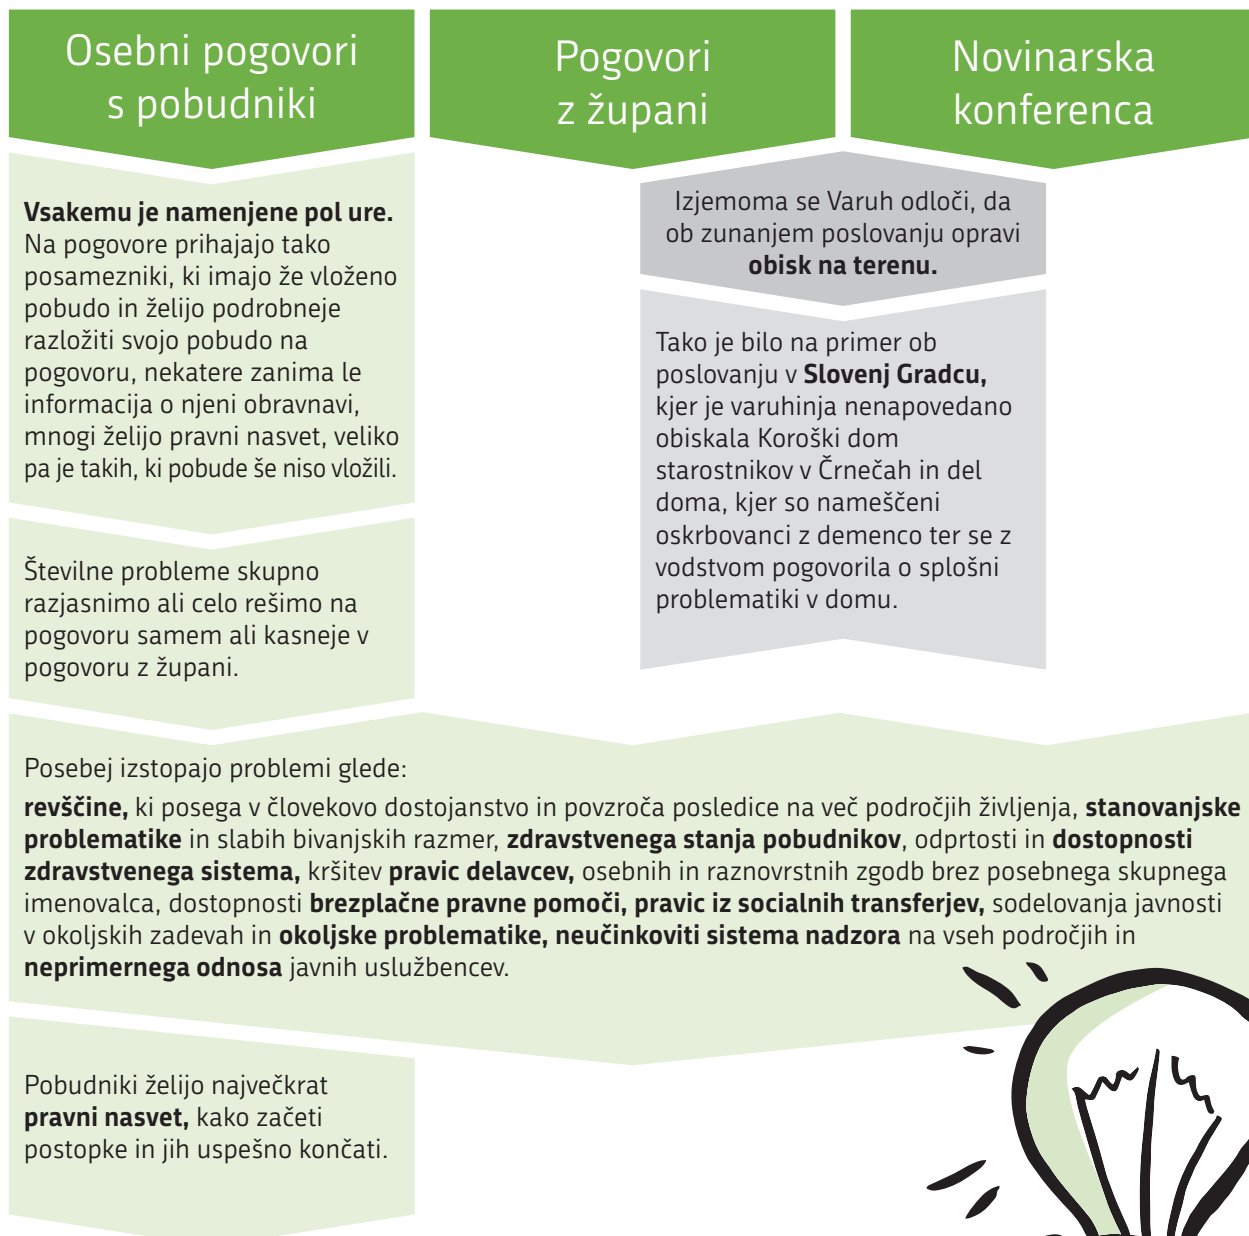 Osebni pogovori
s pobudniki
Pogovori
z župani
Novinarska
konferenca
Vsakemu je namenjene pol ure.
Na pogovore prihajajo tako
posamezniki, ki imajo že vloženo
pobudo in želijo podrobneje
razložiti svojo pobudo na
pogovoru, nekatere zanima le
informacija o njeni obravnavi,
mnogi želijo pravni nasvet, veliko
pa je takih, ki pobude še niso vložili.
Številne probleme skupno
razjasnimo ali celo rešimo na
pogovoru samem ali kasneje v
pogovoru z župani.
Izjemoma se Varuh odloči, da
ob zunanjem poslovanju opravi
obisk na terenu.
Tako je bilo na primer ob
poslovanju v Slovenj Gradcu,
kjer je varuhinja nenapovedano
obiskala Koroški dom
starostnikov v Črnečah in del
doma, kjer so nameščeni
oskrbovanci z demenco ter se z
vodstvom pogovorila o splošni
problematiki v domu.
Posebej izstopajo problemi glede:
revščine, ki posega v človekovo dostojanstvo in povzroča posledice na več področjih življenja, stanovanjske
problematike in slabih bivanjskih razmer, zdravstvenega stanja pobudnikov, odprtosti in dostopnosti
zdravstvenega sistema, kršitev pravic delavcev, osebnih in raznovrstnih zgodb brez posebnega skupnega
imenovalca, dostopnosti brezplačne pravne pomoči, pravic iz socialnih transferjev, sodelovanja javnosti
v okoljskih zadevah in okoljske problematike, neučinkoviti sistema nadzora na vseh področjih in
neprimernega odnosa javnih uslužbencev.
Pobudniki želijo največkrat
pravni nasvet, kako začeti
postopke in jih uspešno končati.